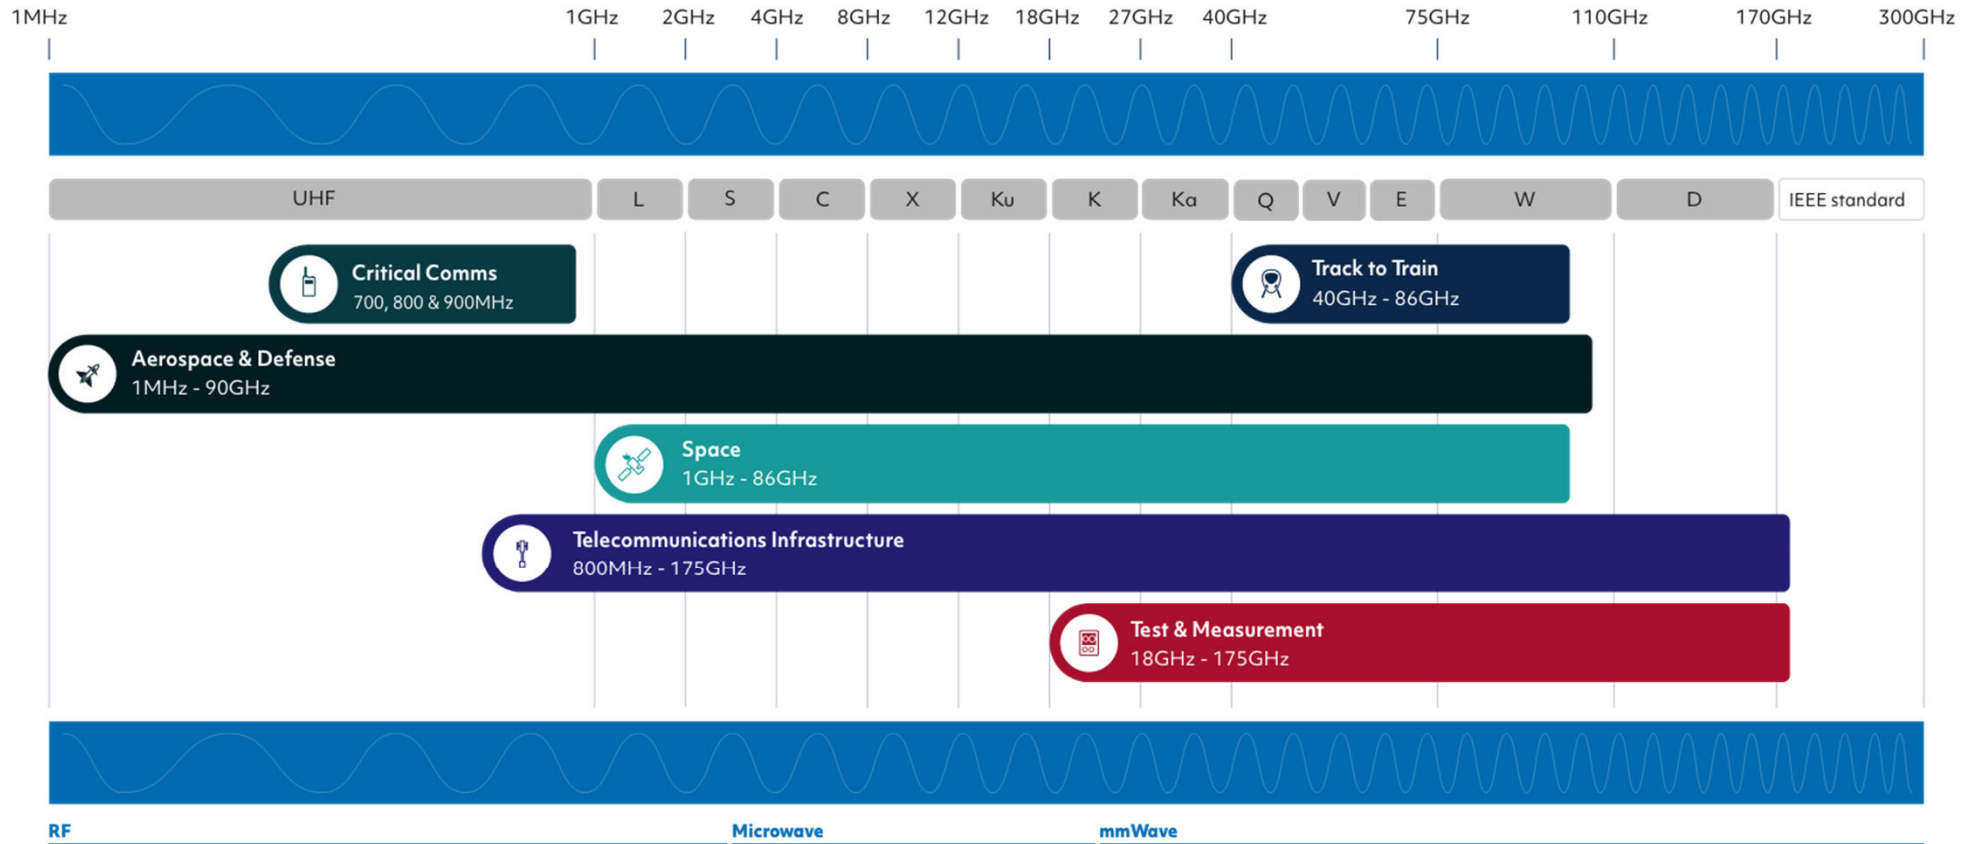 1MHz 1GHz 2GHz 4GHz 8GHz 12GHz 18GHz 27GHz 40GHz 75GHz 110GHz 170GHz 300GHz
UHF L S C X Ku K Ka Q V E W D IEEE standard
Critical Comms
700, 800 & 900MHz
Track to Train
40GHz - 86GHz
Aerospace & Defense
1MHz - 90GHz
Space
1GHz - 86GHz
Telecommunications Infrastructure
800MHz - 175GHz
Test & Measurement
18GHz - 175GHz
RF Microwave mmWave